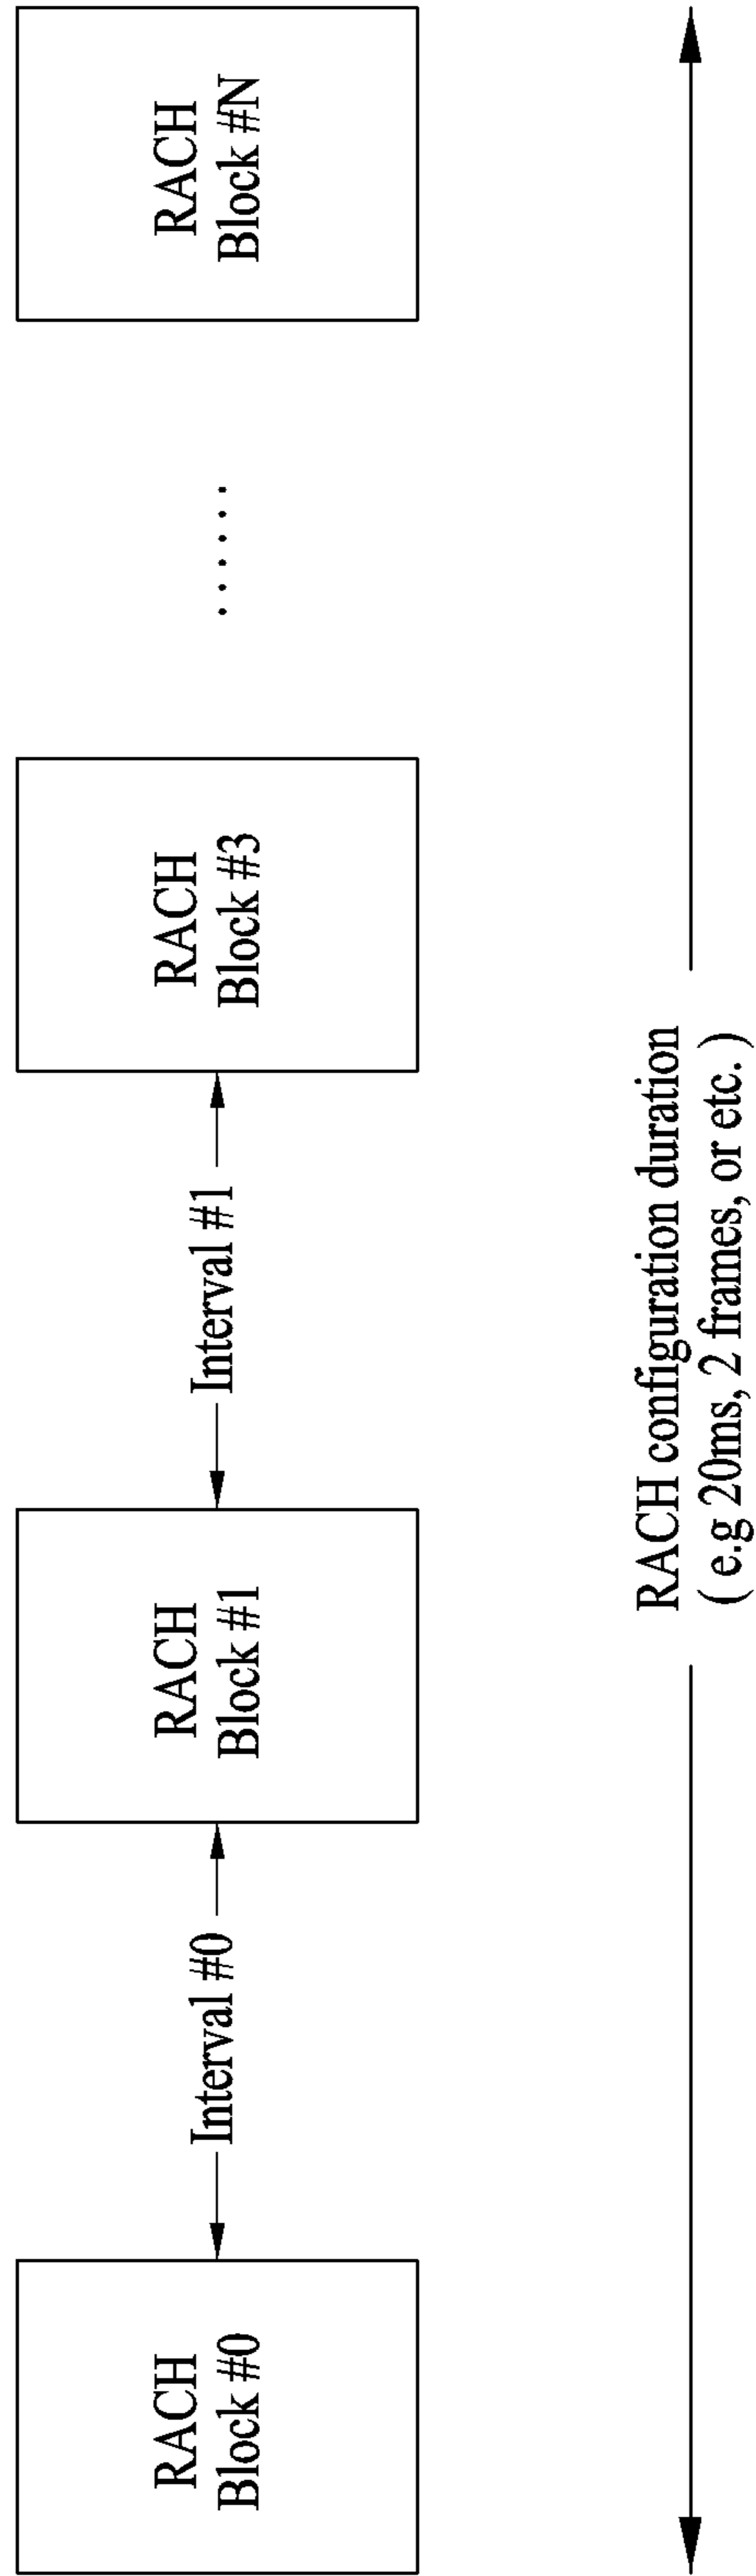 RACH
Block #0
Interval #0
RACH
Block #1
Interval #1
RACH
Block #3
......
RACH
Block #N
RACH configuration duration
( e.g 20ms, 2 frames, or etc. )